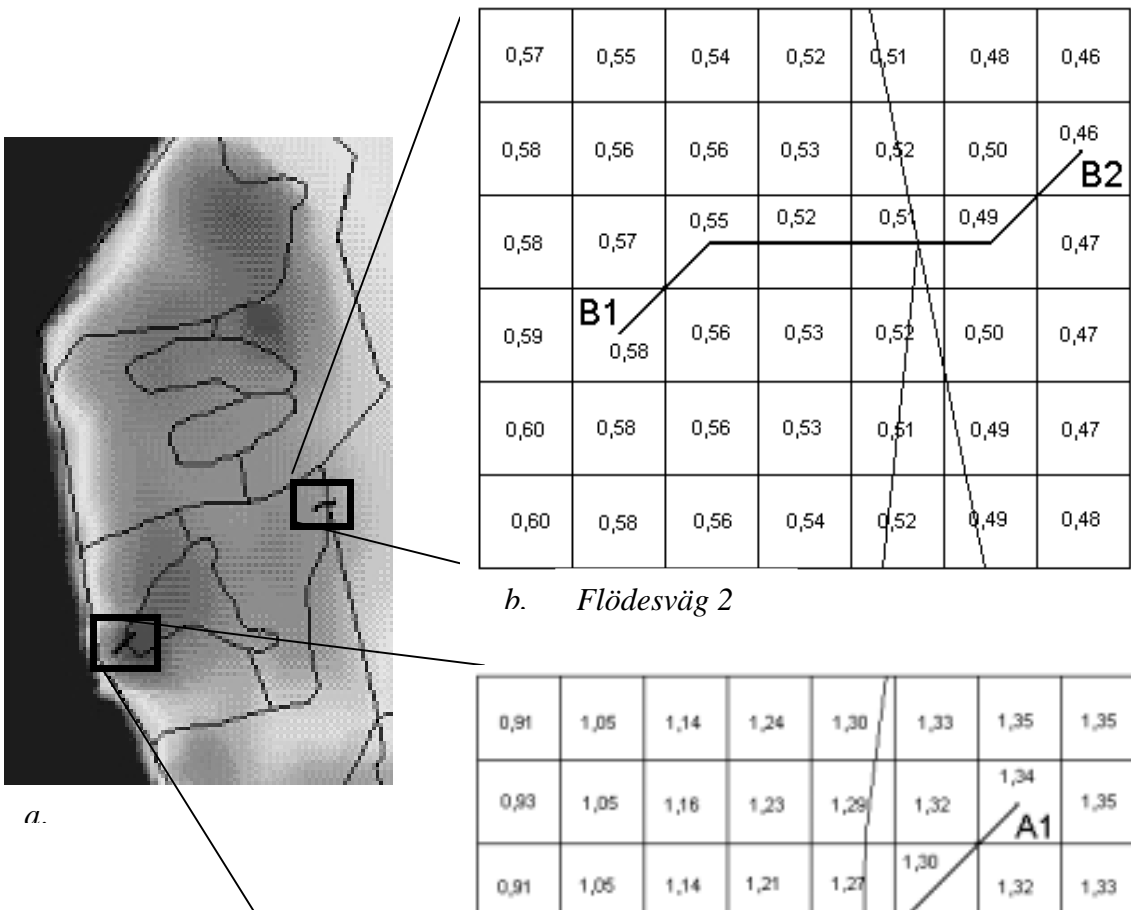 0,57 0,55 0,54 0,52 0,51 0,48 0,46
0,58 0,56 0,56 0,53 0,52 0,50 0,46
B2
0,58 0,57 0,55 0,52 0,51 0,49 0,47
B1
0,59 0,58 0,56 0,53 0,52 0,50 0,47
0,60 0,58 0,56 0,53 0,51 0,49 0,47
0,60 0,58 0,56 0,54 0,52 0,49 0,48
b. Flödesväg 2
0,91 1,05 1,14 1,24 1,30 1,33 1,35 1,35
0,93 1,05 1,16 1,23 1,29 1,32 1,34 1,35
A1
0,91 1,05 1,14 1,21 1,27 1,30 1,32 1,33
a.